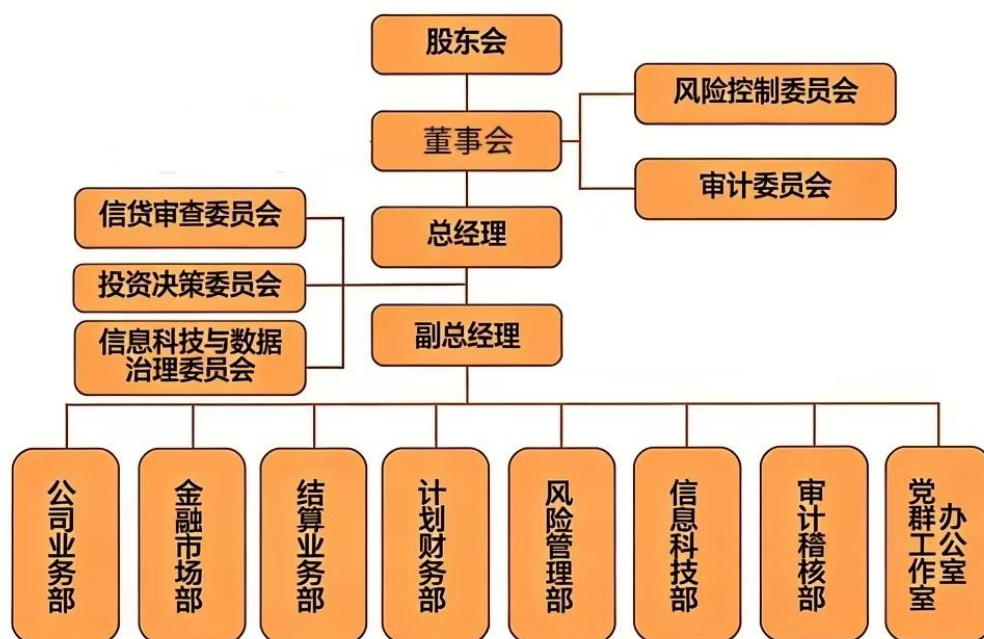 股东会
风险控制委员会
董事会
审计委员会
信贷审查委员会
总经理
投资决策委员会
副总经理
信息科技与数据
治理委员会
公司业务部
金融市场部
结算业务部
计划财务部
风险管理部
信息科技部
审计稽核部
办公室
党群工作室